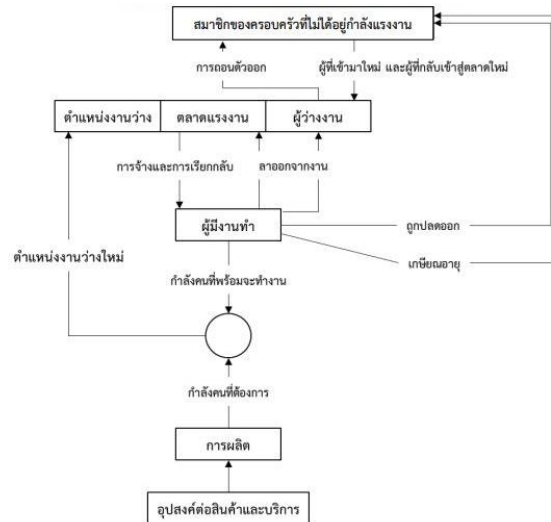 สมาชิกของครอบครัวที่ไม่ได้อยู่กำลังแรงงาน
การถอนตัวออก
ผู้ที่เข้ามาใหม่ และผู้ที่กลับเข้าสู่ตลาดใหม่
ตำแหน่งงานว่าง
ตลาดแรงงาน
ผู้ว่างงาน
การจ้างและการเรียกกลับ
ลาออกจากงาน
ผู้มีงานทำ
ถูกปลดออก
ตำแหน่งงานว่างใหม่
เกษียณอายุ
กำลังคนที่พร้อมจะทำงาน
กำลังคนที่ต้องการ
การผลิต
อุปสงค์ต่อสินค้าและบริการ